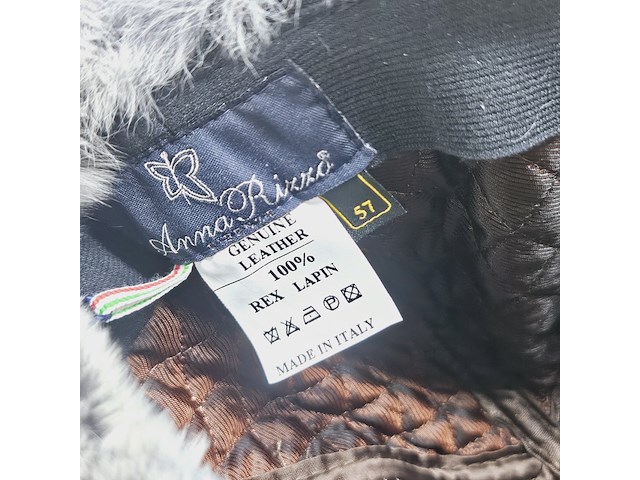 Anna Rizzo
57
GENUINE
LEATHER
100%
REX LAPIN
MADE IN ITALY